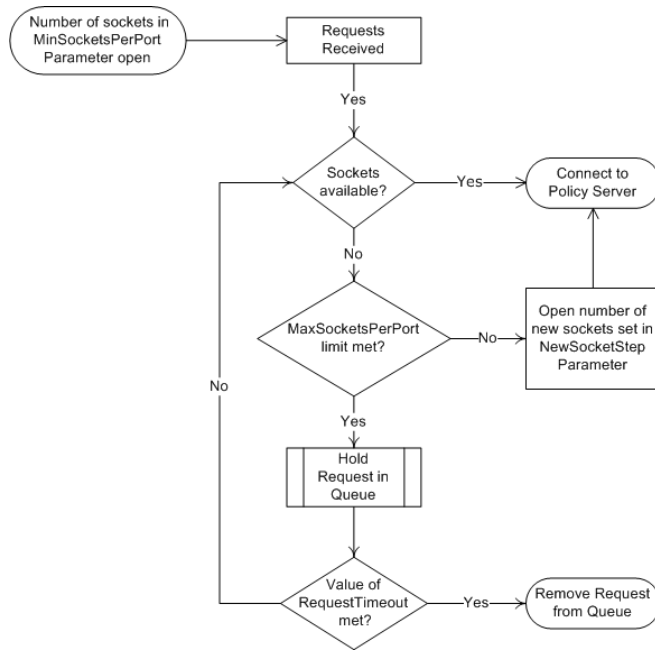 Number of sockets in
MinSocketsPerPort
Parameter open
Requests
Received
Yes
Sockets
available?
Yes
Connect to
Policy Server
No
MaxSocketsPerPort
limit met?
No
Open number of
new sockets set in
NewSocketStep
Parameter
No
Yes
Hold
Request in
Queue
Value of
RequestTimeout
met?
Yes
Remove Request
from Queue